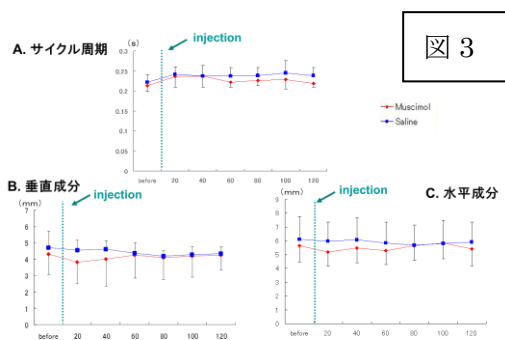 図 3
A. サイクル周期
(s)
injection
0.3
0.25
0.2
0.15
0.1
0.05
0
before 20 40 60 80 100 120
Muscimol
Saline
B. 垂直成分
(mm)
injection
7
6
5
4
3
2
1
0
before 20 40 60 80 100 120
C. 水平成分
(mm)
injection
9
8
7
6
5
4
3
2
1
0
before 20 40 60 80 100 120